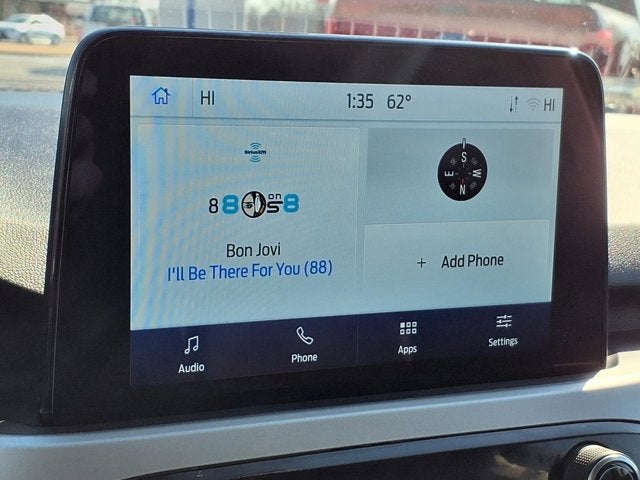 HI 1:35 62° HI
SiriusXM
8 80s on 8
Bon Jovi
I'll Be There For You (88)
S
E W
N
+ Add Phone
Audio Phone Apps Settings